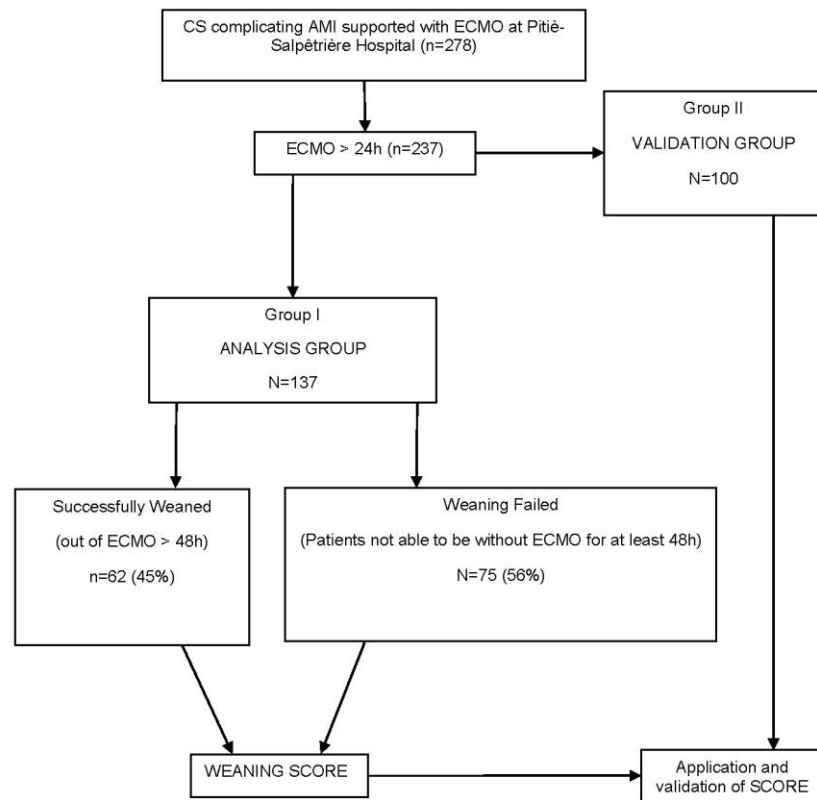 CS complicating AMI supported with ECMO at Pitiè-
Salpêtrière Hospital (n=278)
Group II
VALIDATION GROUP
N=100
ECMO > 24h (n=237)
Group I
ANALYSIS GROUP
N=137
Successfully Weaned
(out of ECMO > 48h)
n=62 (45%)
Weaning Failed
(Patients not able to be without ECMO for at least 48h)
N=75 (56%)
WEANING SCORE
Application and
validation of SCORE